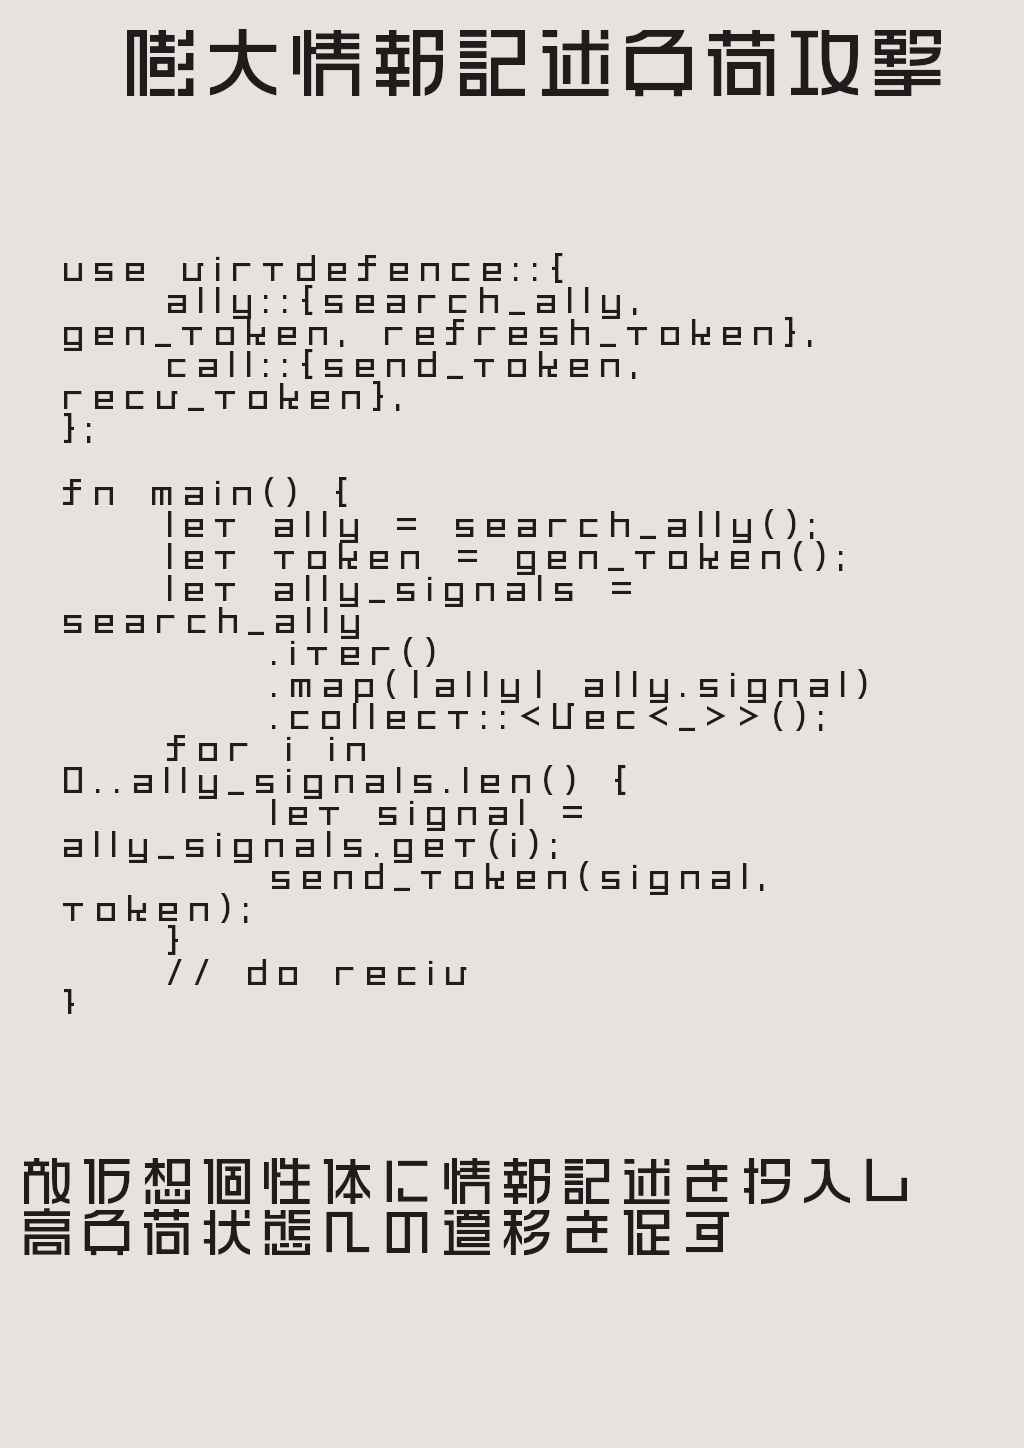 膨大情報記述負荷攻撃
use virtdefence::{
ally::{search_ally,
gen_token, refresh_token},
call::{send_token,
recv_token},
};
fn main() {
let ally = search_ally();
let token = gen_token();
let ally_signals =
search_ally
.iter()
.map(|ally| ally.signal)
.collect::<Vec<_>>();
for i in
0..ally_signals.len() {
let signal =
ally_signals.get(i);
send_token(signal,
token);
}
// do reciv
}
敵仮想個性体に情報記述を投入し
高負荷状態への遷移を促す